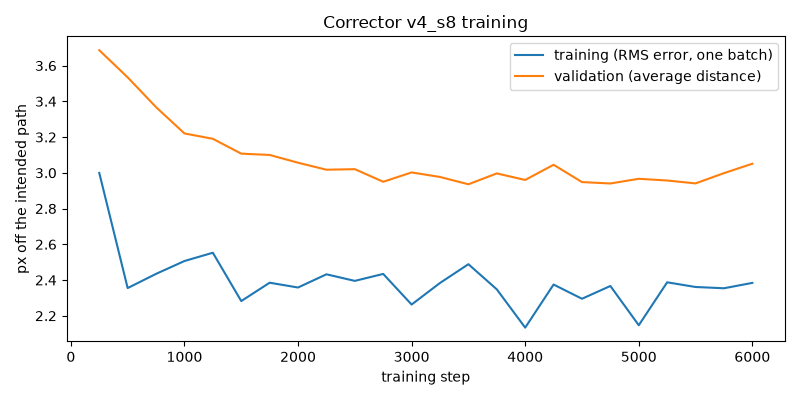 Corrector v4_s8 training
training (RMS error, one batch)
validation (average distance)
px off the intended path
3.6
3.4
3.2
3.0
2.8
2.6
2.4
2.2
0 1000 2000 3000 4000 5000 6000
training step